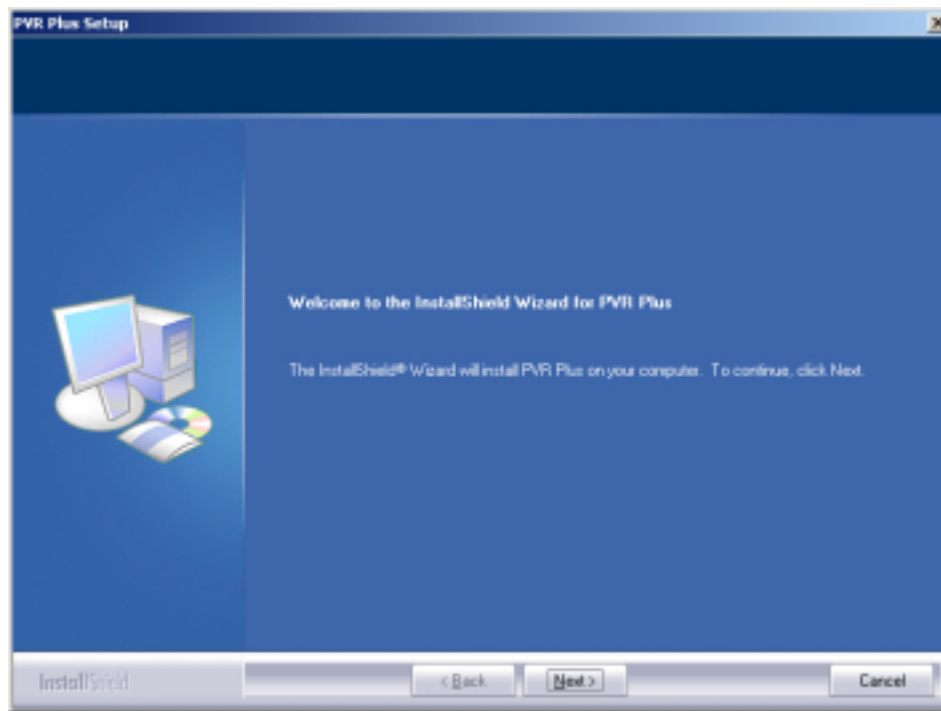 PVR Plus Setup
Welcome to the InstallShield Wizard for PVR Plus
The InstallShield® Wizard will install PVR Plus on your computer. To continue, click Next.
InstallShield
< Back
Next >
Cancel